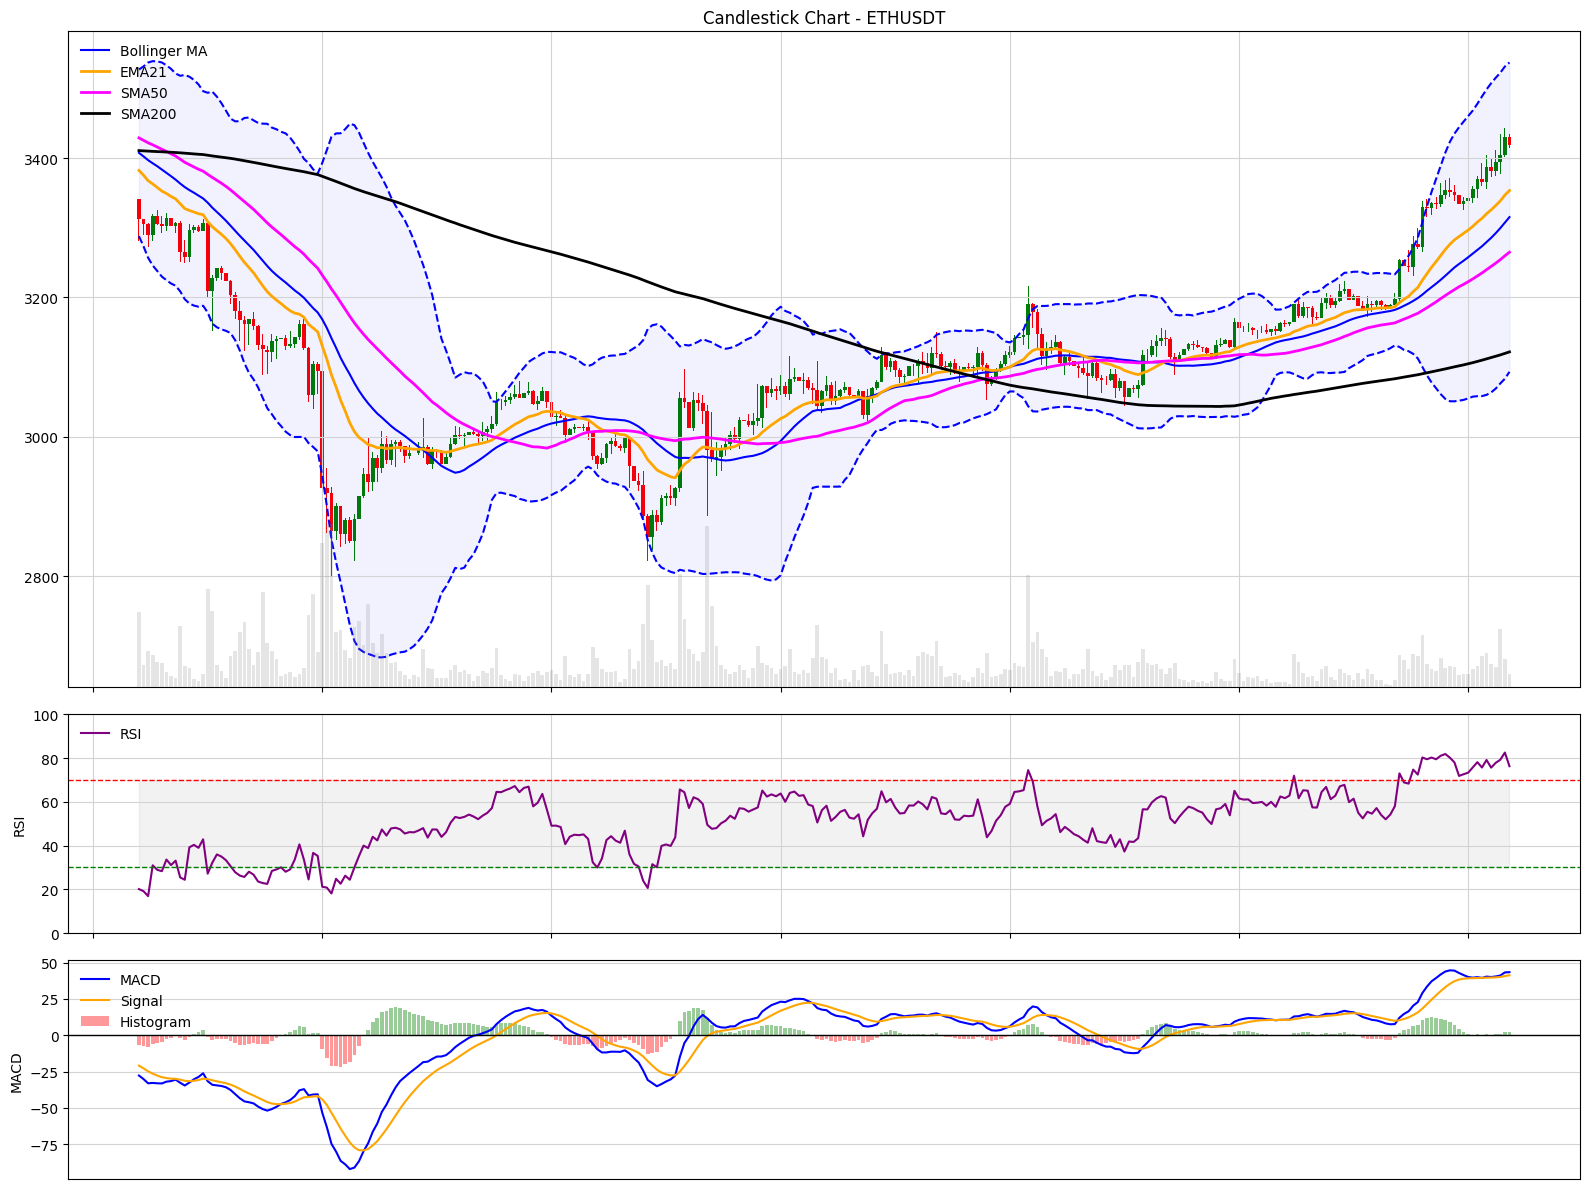 Candlestick Chart - ETHUSDT
Bollinger MA
EMA21
SMA50
SMA200
3400
3200
3000
2800
RSI
RSI
100
80
60
40
20
0
MACD
Signal
Histogram
MACD
50
25
0
−25
−50
−75